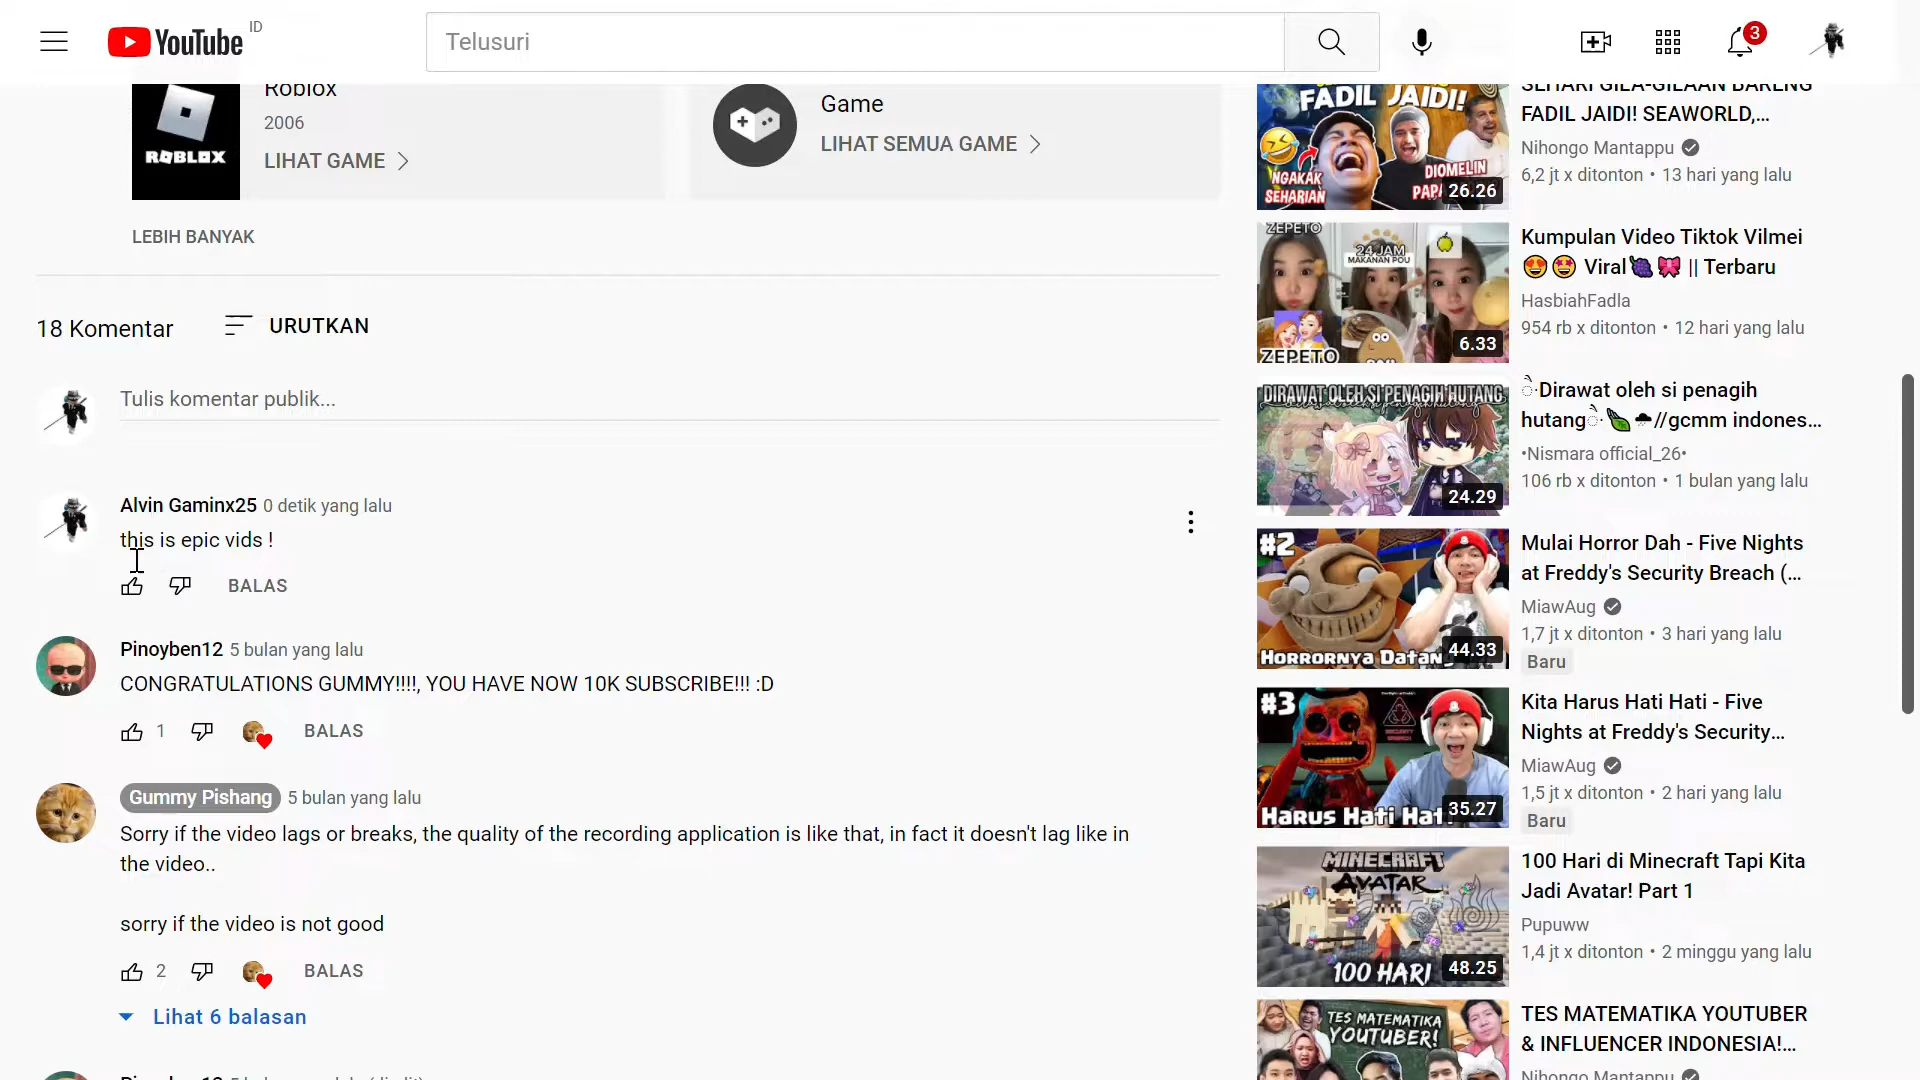 YouTube ID
Telusuri
3
Roblox
2006
LIHAT GAME
ROBLOX
Game
LIHAT SEMUA GAME
LEBIH BANYAK
18 Komentar
URUTKAN
Tulis komentar publik...
Alvin Gaminx25 0 detik yang lalu
this is epic vids !
BALAS
Pinoyben12 5 bulan yang lalu
CONGRATULATIONS GUMMY!!!!, YOU HAVE NOW 10K SUBSCRIBE!!! :D
1 BALAS
Gummy Pishang 5 bulan yang lalu
Sorry if the video lags or breaks, the quality of the recording application is like that, in fact it doesn't lag like in
the video..
sorry if the video is not good
2 BALAS
Lihat 6 balasan
FADIL JAIDI!
NGAKAK
SEHARIAN
DIOMELIN
26.26
SEHARI GILA-GILAAN BARENG
FADIL JAIDI! SEAWORLD,...
Nihongo Mantappu
6,2 jt x ditonton • 13 hari yang lalu
ZEPETO
24 JAM
MAKANAN POU
ZEPETO
6.33
Kumpulan Video Tiktok Vilmei
😍🤩 Viral🍇🎀 || Terbaru
HasbiahFadla
954 rb x ditonton • 12 hari yang lalu
DIRAWAT OLEH SI PENAGIH HUTANG
24.29
Dirawat oleh si penagih
hutang //gcmm indones...
•Nismara official_26•
106 rb x ditonton • 1 bulan yang lalu
#2
Horrornya Datang
44.33
Mulai Horror Dah - Five Nights
at Freddy's Security Breach (...
MiawAug
1,7 jt x ditonton • 3 hari yang lalu
Baru
#3
Harus Hati Hati
35.27
Kita Harus Hati Hati - Five
Nights at Freddy's Security...
MiawAug
1,5 jt x ditonton • 2 hari yang lalu
Baru
MINECRAFT
AVATAR
100 HARI
48.25
100 Hari di Minecraft Tapi Kita
Jadi Avatar! Part 1
Pupuww
1,4 jt x ditonton • 2 minggu yang lalu
TES MATEMATIKA
YOUTUBER!
TES MATEMATIKA YOUTUBER
& INFLUENCER INDONESIA!...
Nihongo Mantappu